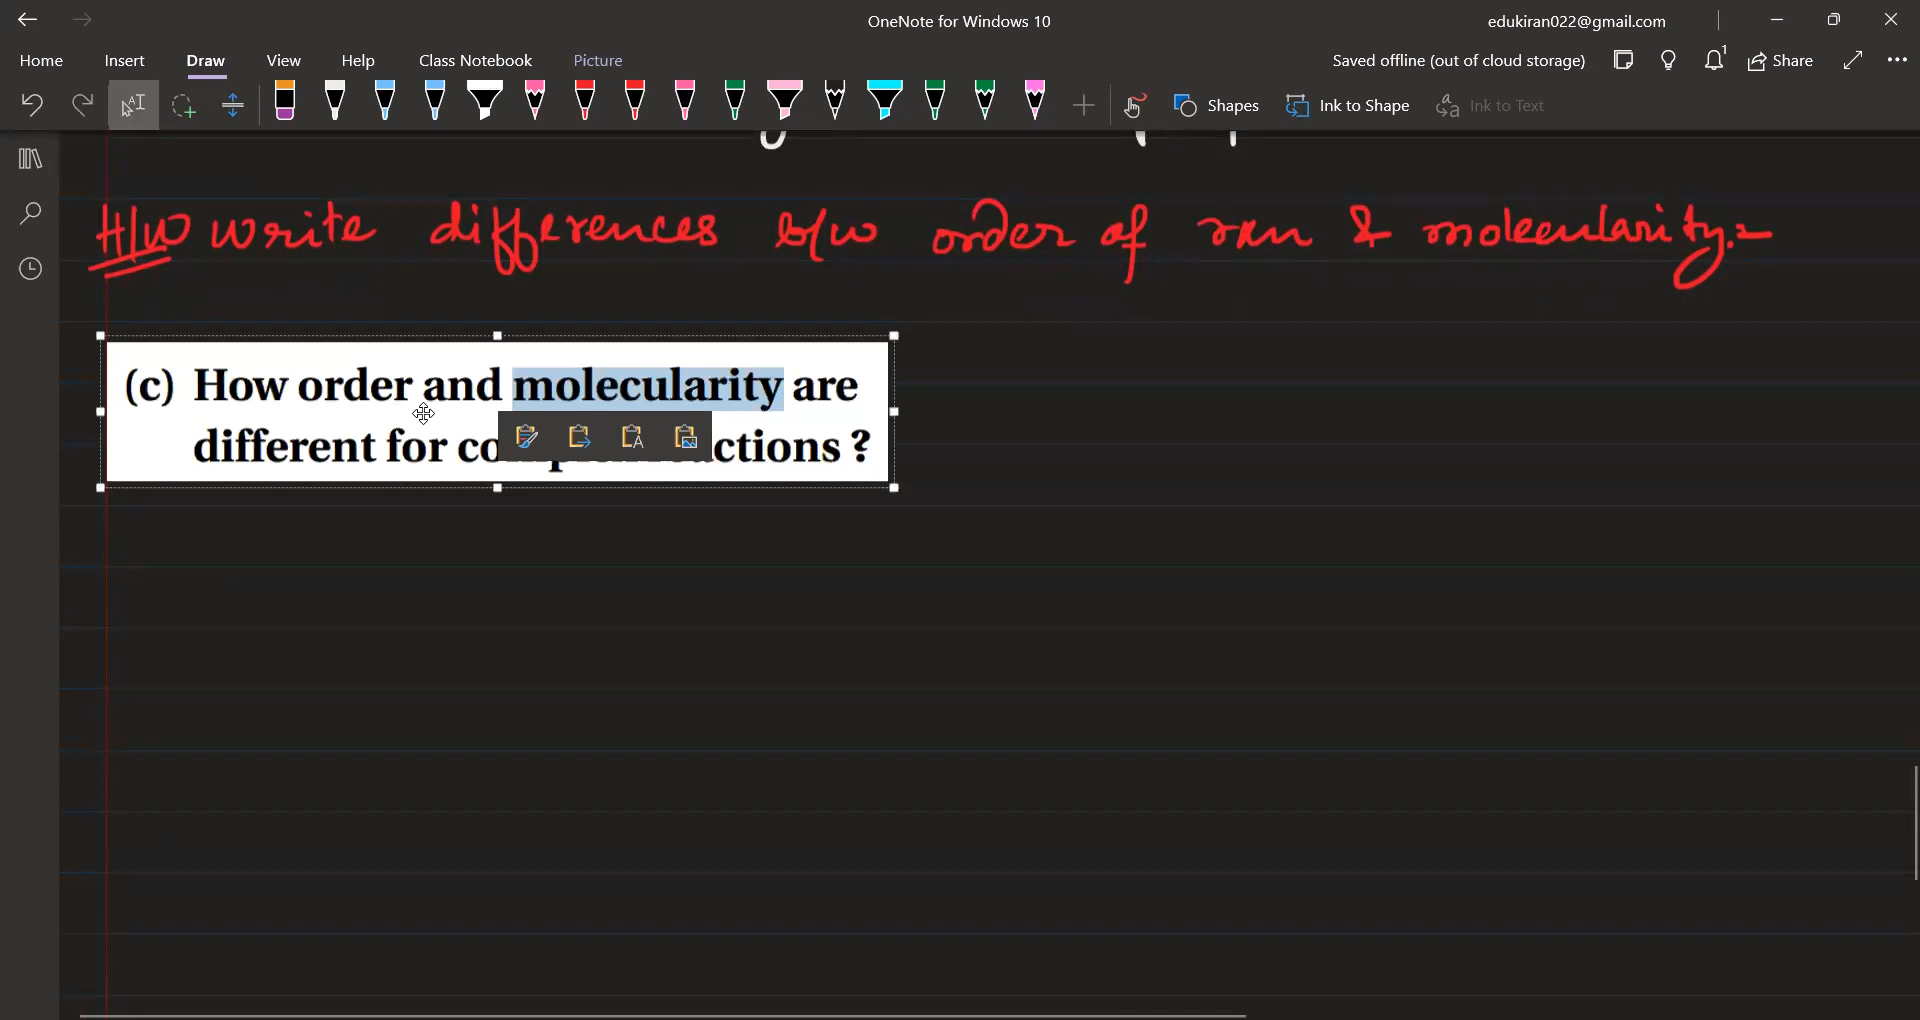 OneNote for Windows 10
edukiran022@gmail.com
Home Insert Draw View Help Class Notebook Picture
Saved offline (out of cloud storage)
1
Share
Shapes
Ink to Shape
Ink to Text
H/w write differences b/w order of rxn & molecularity.=
(c) How order and molecularity are
different for co ctions ?